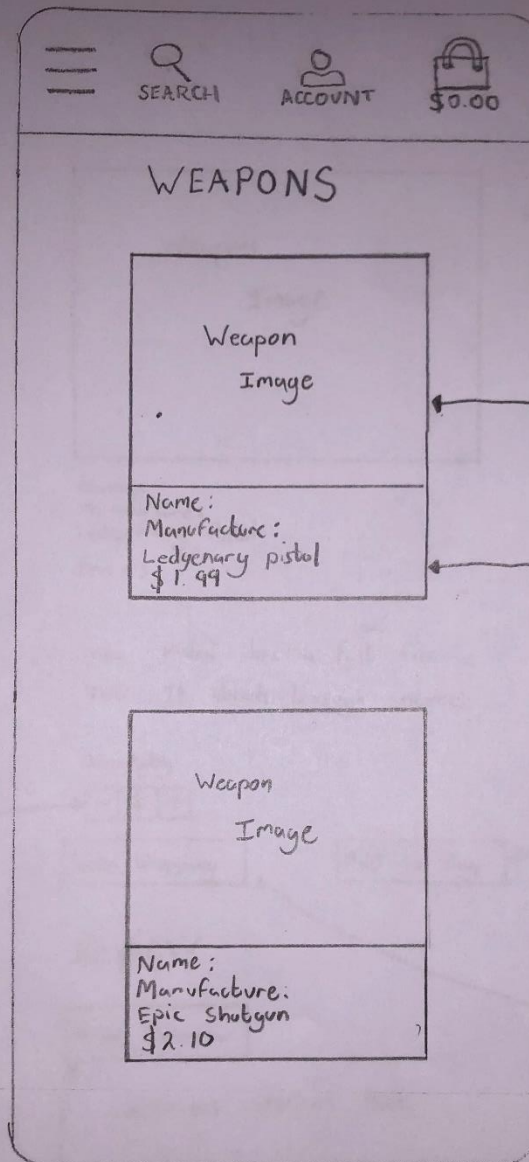 SEARCH
ACCOUNT
$0.00
WEAPONS
Weapon
Image
Name:
Manufacture:
Ledgenary pistol
$1.99
Weapon
Image
Name:
Manufacture:
Epic Shotgun
$2.10